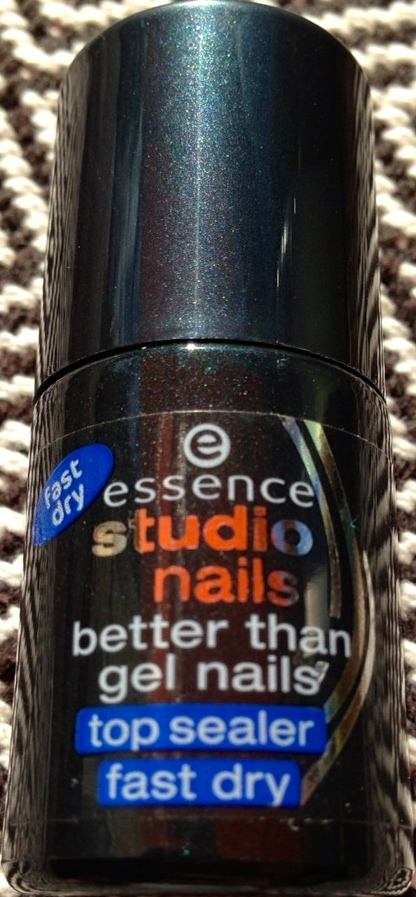 e
essence
fast
dry
studio
nails
better than
gel nails
top sealer
fast dry